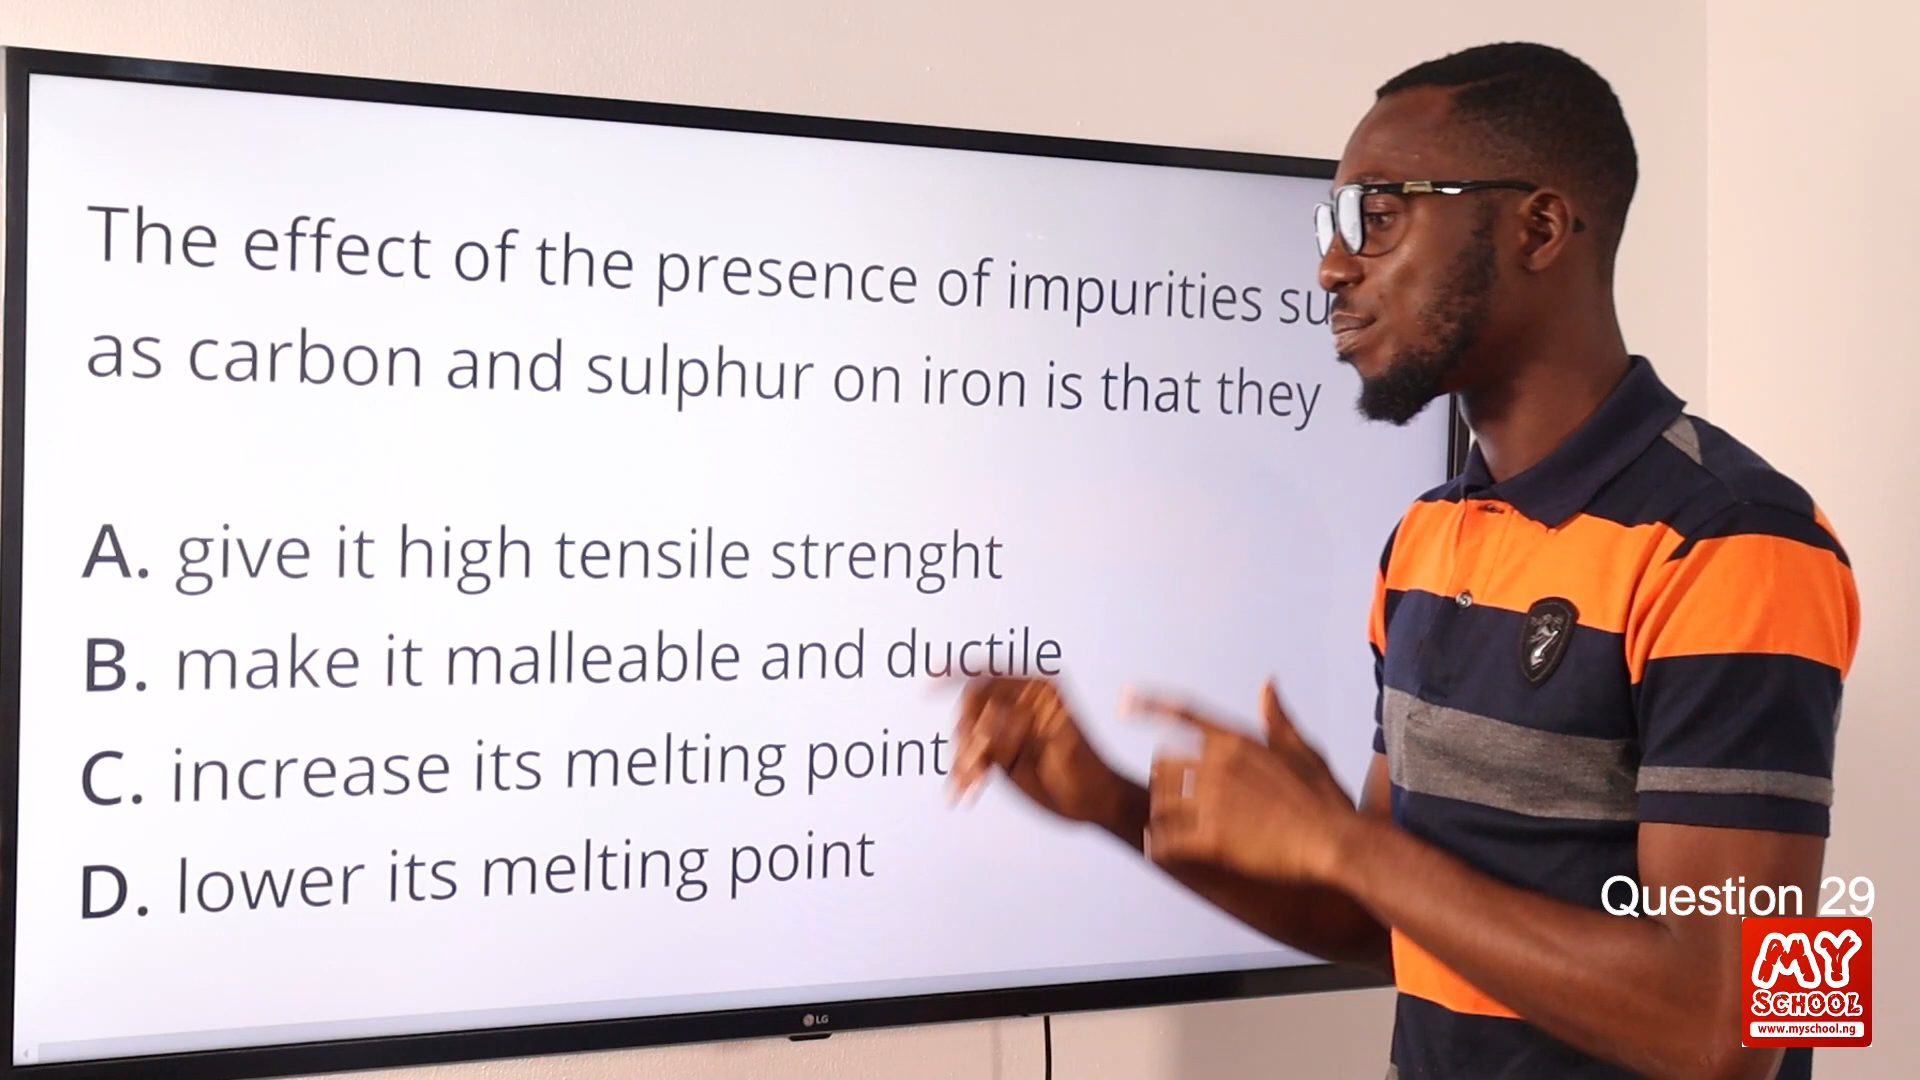 The effect of the presence of impurities
as carbon and sulphur on iron is that they
A. give it high tensile strenght
B. make it malleable and ductile
C. increase its melting point
D. lower its melting point
LG
Question 29
MY
SCHOOL
www.myschool.ng